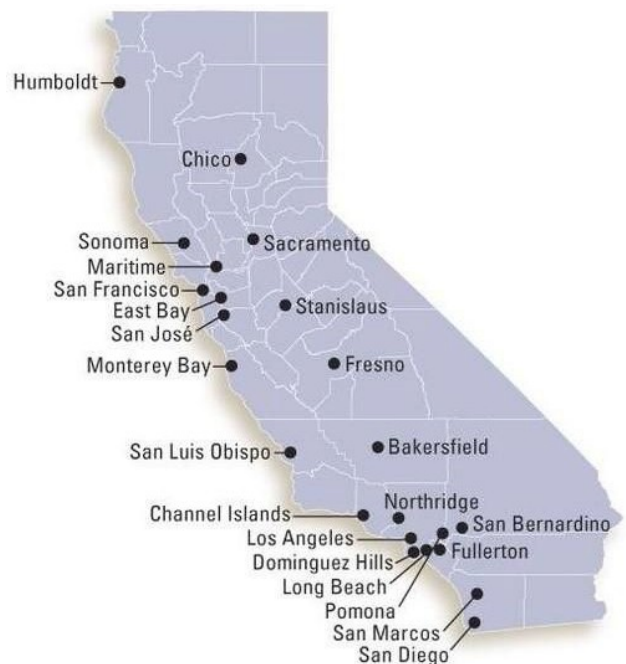 Humboldt
Chico
Sonoma
Sacramento
Maritime
San Francisco
East Bay
Stanislaus
San José
Monterey Bay
Fresno
San Luis Obispo
Bakersfield
Channel Islands
Northridge
San Bernardino
Los Angeles
Dominguez Hills
Fullerton
Long Beach
Pomona
San Marcos
San Diego